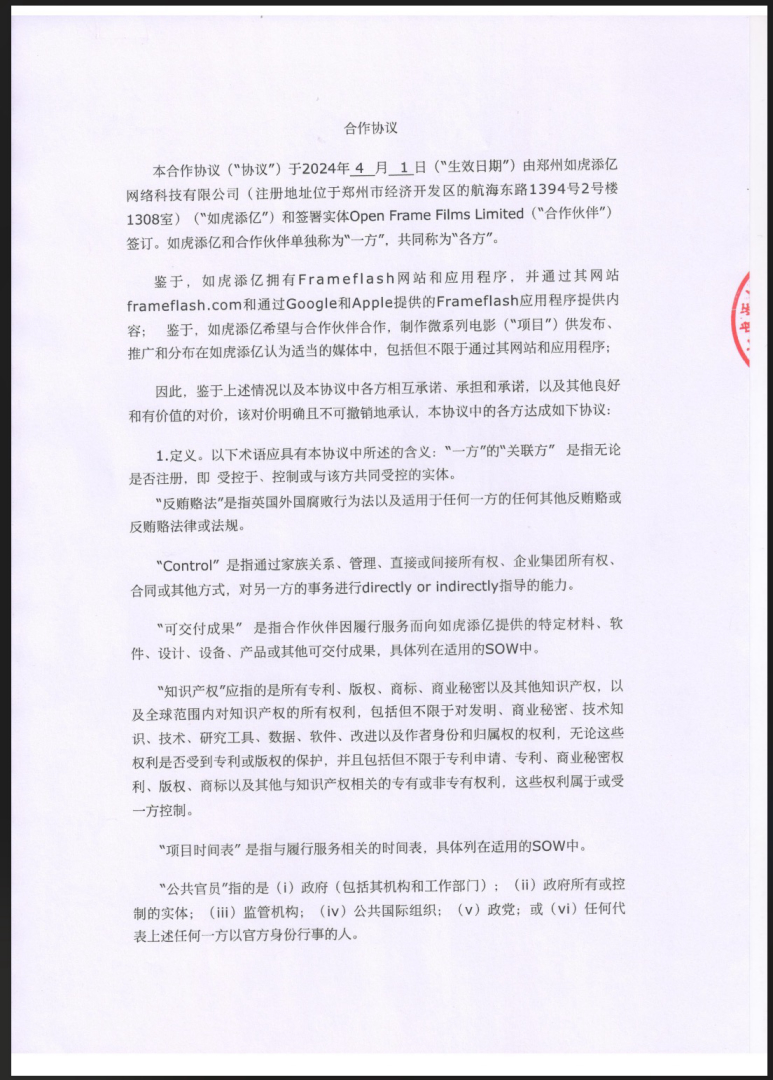 合作协议
本合作协议（“协议”）于2024年 4 月 1 日（“生效日期”）由郑州如虎添亿
网络科技有限公司（注册地址位于郑州市经济开发区的航海东路1394号2号楼
1308室）（“如虎添亿”）和签署实体Open Frame Films Limited（“合作伙伴”）
签订。如虎添亿和合作伙伴单独称为“一方”，共同称为“各方”。
鉴于，如虎添亿拥有Frameflash网站和应用程序，并通过其网站
frameflash.com和通过Google和Apple提供的Frameflash应用程序提供内
容； 鉴于，如虎添亿希望与合作伙伴合作，制作微系列电影（“项目”）供发布、
推广和分布在如虎添亿认为适当的媒体中，包括但不限于通过其网站和应用程序；
因此，鉴于上述情况以及本协议中各方相互承诺、承担和承诺，以及其他良好
和有价值的对价，该对价明确且不可撤销地承认，本协议中的各方达成如下协议：
1.定义。以下术语应具有本协议中所述的含义：“一方”的“关联方” 是指无论
是否注册，即 受控于、控制或与该方共同受控的实体。
“反贿赂法”是指英国外国腐败行为法以及适用于任何一方的任何其他反贿赂或
反贿赂法律或法规。
“Control” 是指通过家族关系、管理、直接或间接所有权、企业集团所有权、
合同或其他方式，对另一方的事务进行directly or indirectly指导的能力。
“可交付成果” 是指合作伙伴因履行服务而向如虎添亿提供的特定材料、软
件、设计、设备、产品或其他可交付成果，具体列在适用的SOW中。
“知识产权”应指的是所有专利、版权、商标、商业秘密以及其他知识产权，以
及全球范围内对知识产权的所有权利，包括但不限于对发明、商业秘密、技术知
识、技术、研究工具、数据、软件、改进以及作者身份和归属权的权利，无论这些
权利是否受到专利或版权的保护，并且包括但不限于专利申请、专利、商业秘密权
利、版权、商标以及其他与知识产权相关的专有或非专有权利，这些权利属于或受
一方控制。
“项目时间表” 是指与履行服务相关的时间表，具体列在适用的SOW中。
“公共官员”指的是（i）政府（包括其机构和工作部门）；（ii）政府所有或控
制的实体；（iii）监管机构；（iv）公共国际组织；（v）政党；或（vi）任何代
表上述任何一方以官方身份行事的人。